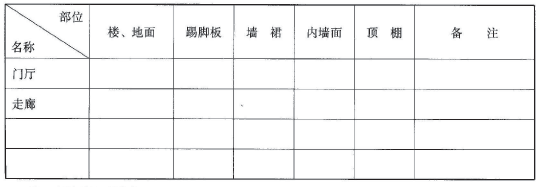 部位
名称
楼、地面 踢脚板 墙 裙 内墙面 顶 棚 备 注
门厅
走廊